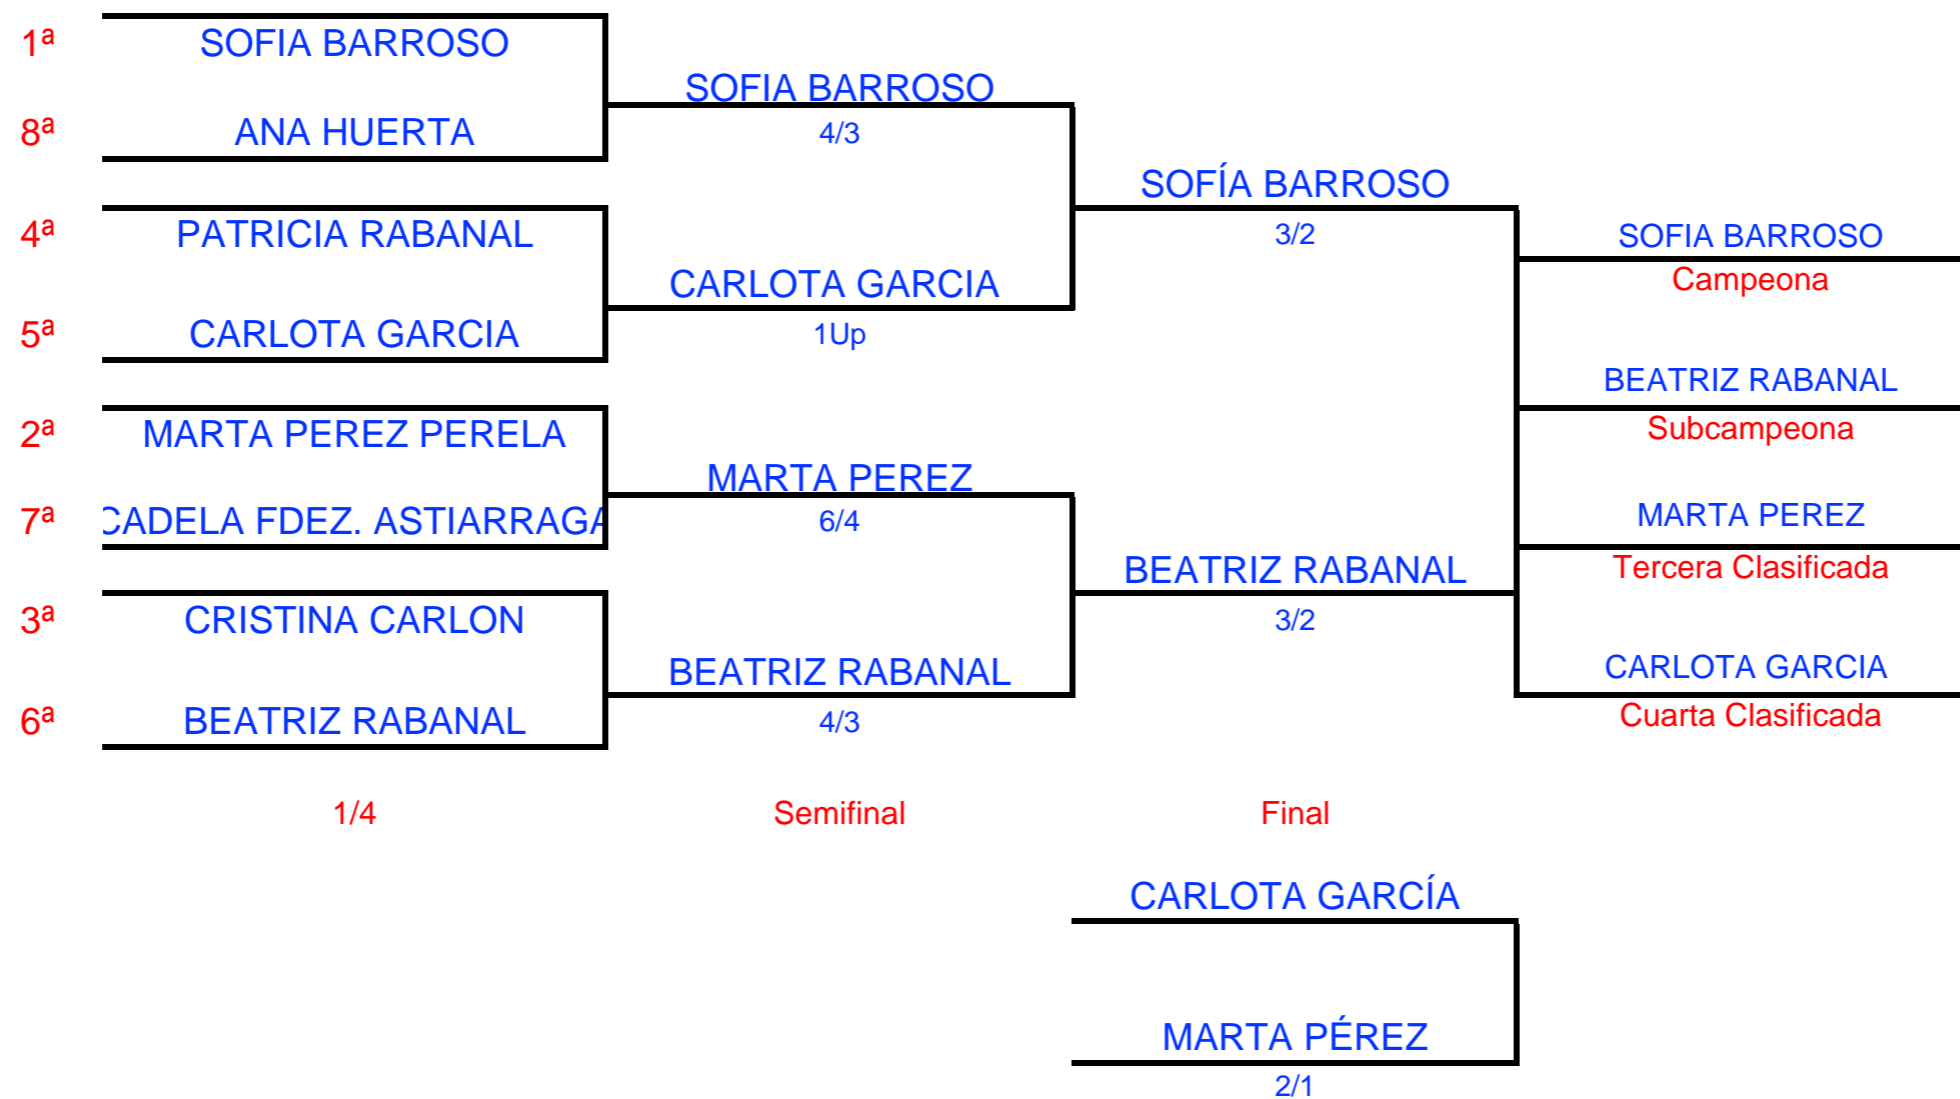 1ª
SOFIA BARROSO
8ª
ANA HUERTA
4ª
PATRICIA RABANAL
5ª
CARLOTA GARCIA
2ª
MARTA PEREZ PERELA
7ª
CADELA FDEZ. ASTIARRAGA
3ª
CRISTINA CARLON
6ª
BEATRIZ RABANAL
1/4
SOFIA BARROSO
4/3
CARLOTA GARCIA
1Up
MARTA PEREZ
6/4
BEATRIZ RABANAL
4/3
Semifinal
SOFÍA BARROSO
3/2
BEATRIZ RABANAL
3/2
Final
CARLOTA GARCÍA
MARTA PÉREZ
2/1
SOFIA BARROSO
Campeona
BEATRIZ RABANAL
Subcampeona
MARTA PEREZ
Tercera Clasificada
CARLOTA GARCIA
Cuarta Clasificada